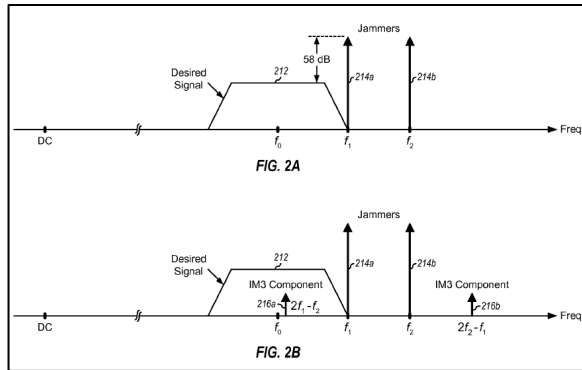 Jammers
58 dB
Desired Signal
212
214a
214b
DC
f0
f1
f2
Freq
FIG. 2A
Jammers
Desired Signal
212
214a
214b
IM3 Component
216a
2f1-f2
IM3 Component
216b
DC
f0
f1
f2
2f2-f1
Freq
FIG. 2B